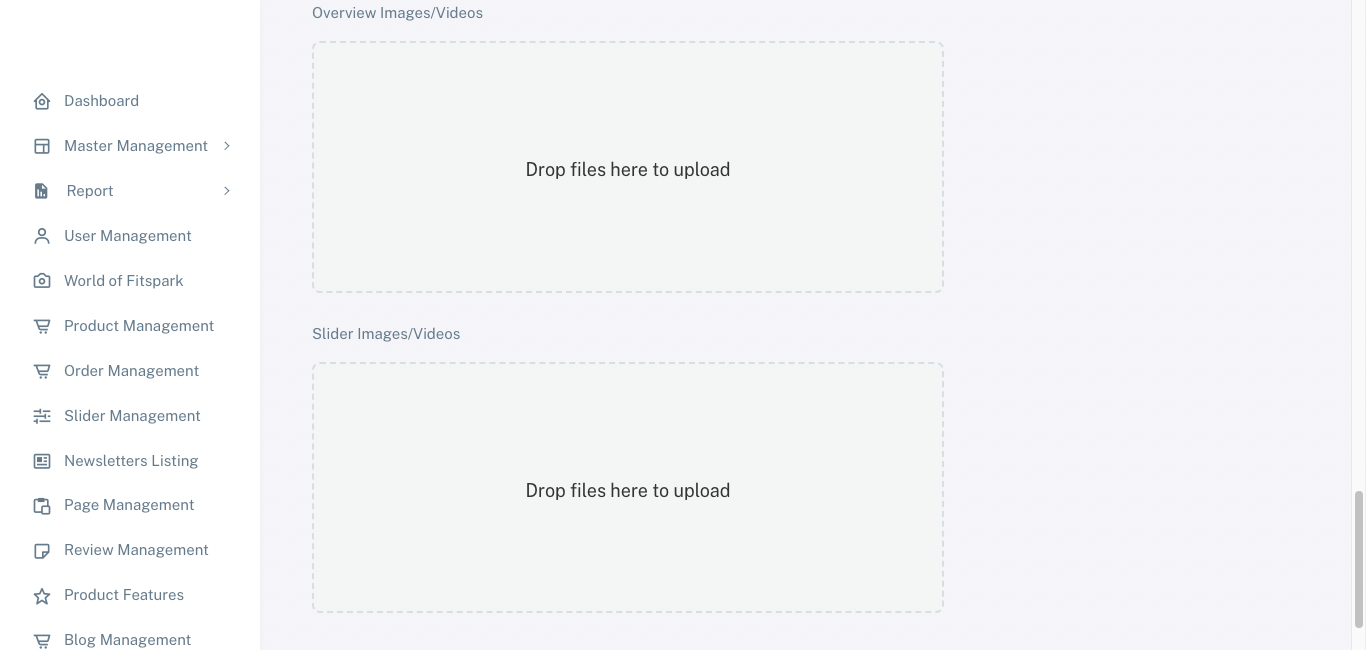 Dashboard
Master Management
Report
User Management
World of Fitspark
Product Management
Order Management
Slider Management
Newsletters Listing
Page Management
Review Management
Product Features
Blog Management
Overview Images/Videos
Drop files here to upload
Slider Images/Videos
Drop files here to upload